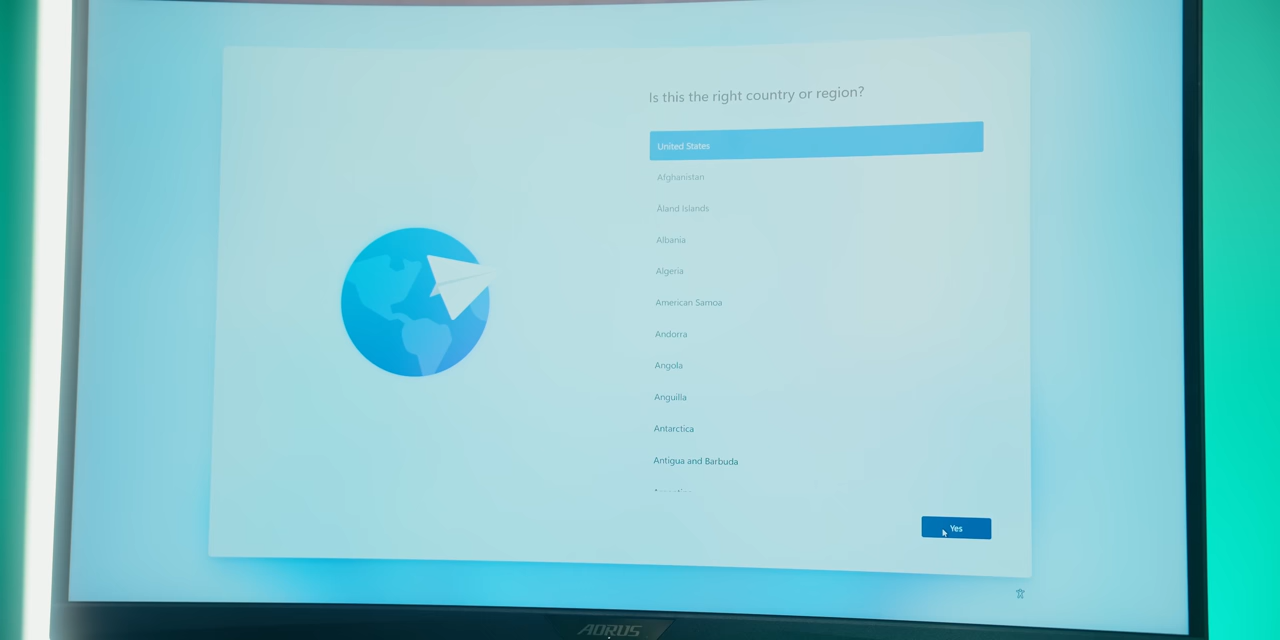 Is this the right country or region?
United States
Afghanistan
Åland Islands
Albania
Algeria
American Samoa
Andorra
Angola
Anguilla
Antarctica
Antigua and Barbuda
Yes
AORUS